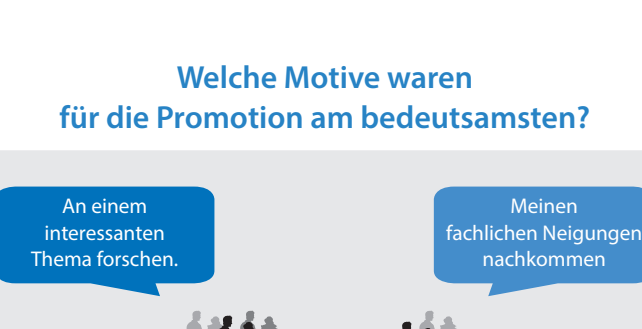 Welche Motive waren
für die Promotion am bedeutsamsten?
An einem
interessanten
Thema forschen.
Meinen
fachlichen Neigungen
nachkommen